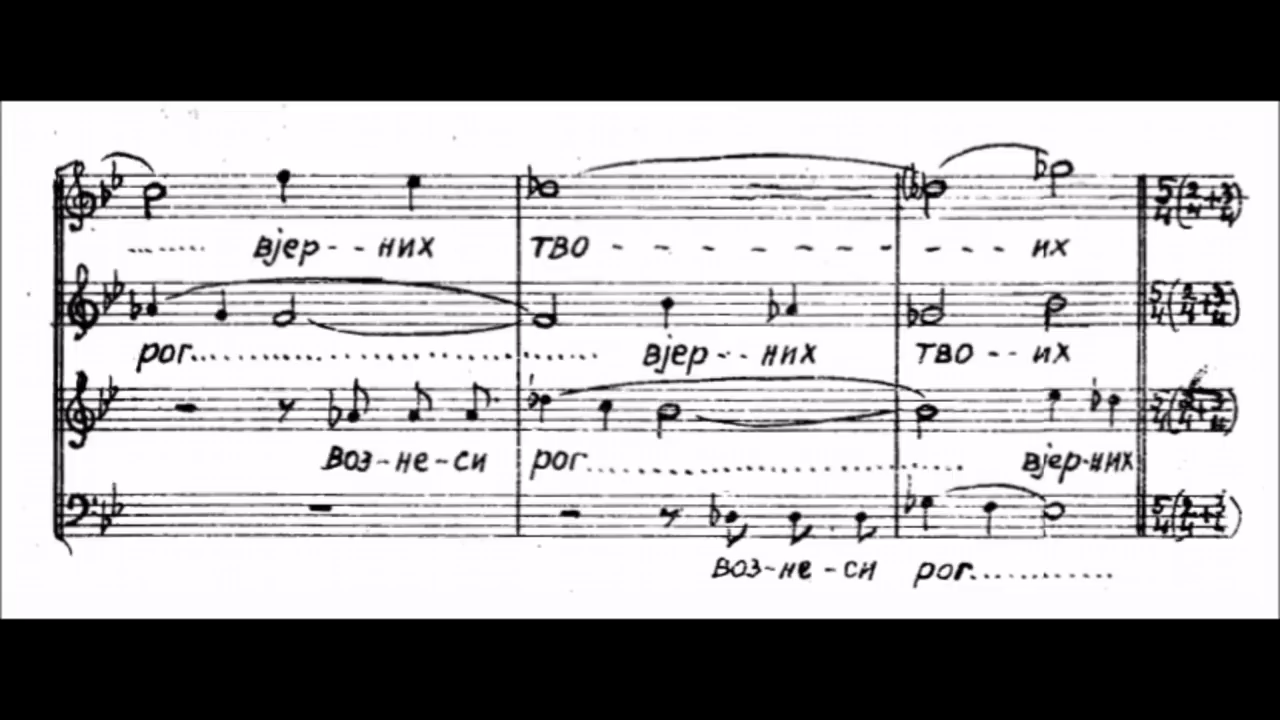 ...... вјер--них тво - - - - - - - - - - их
рог............................ вјер--них тво--их
воз-не-си рог......................... вјер-них
воз-не-си рог............